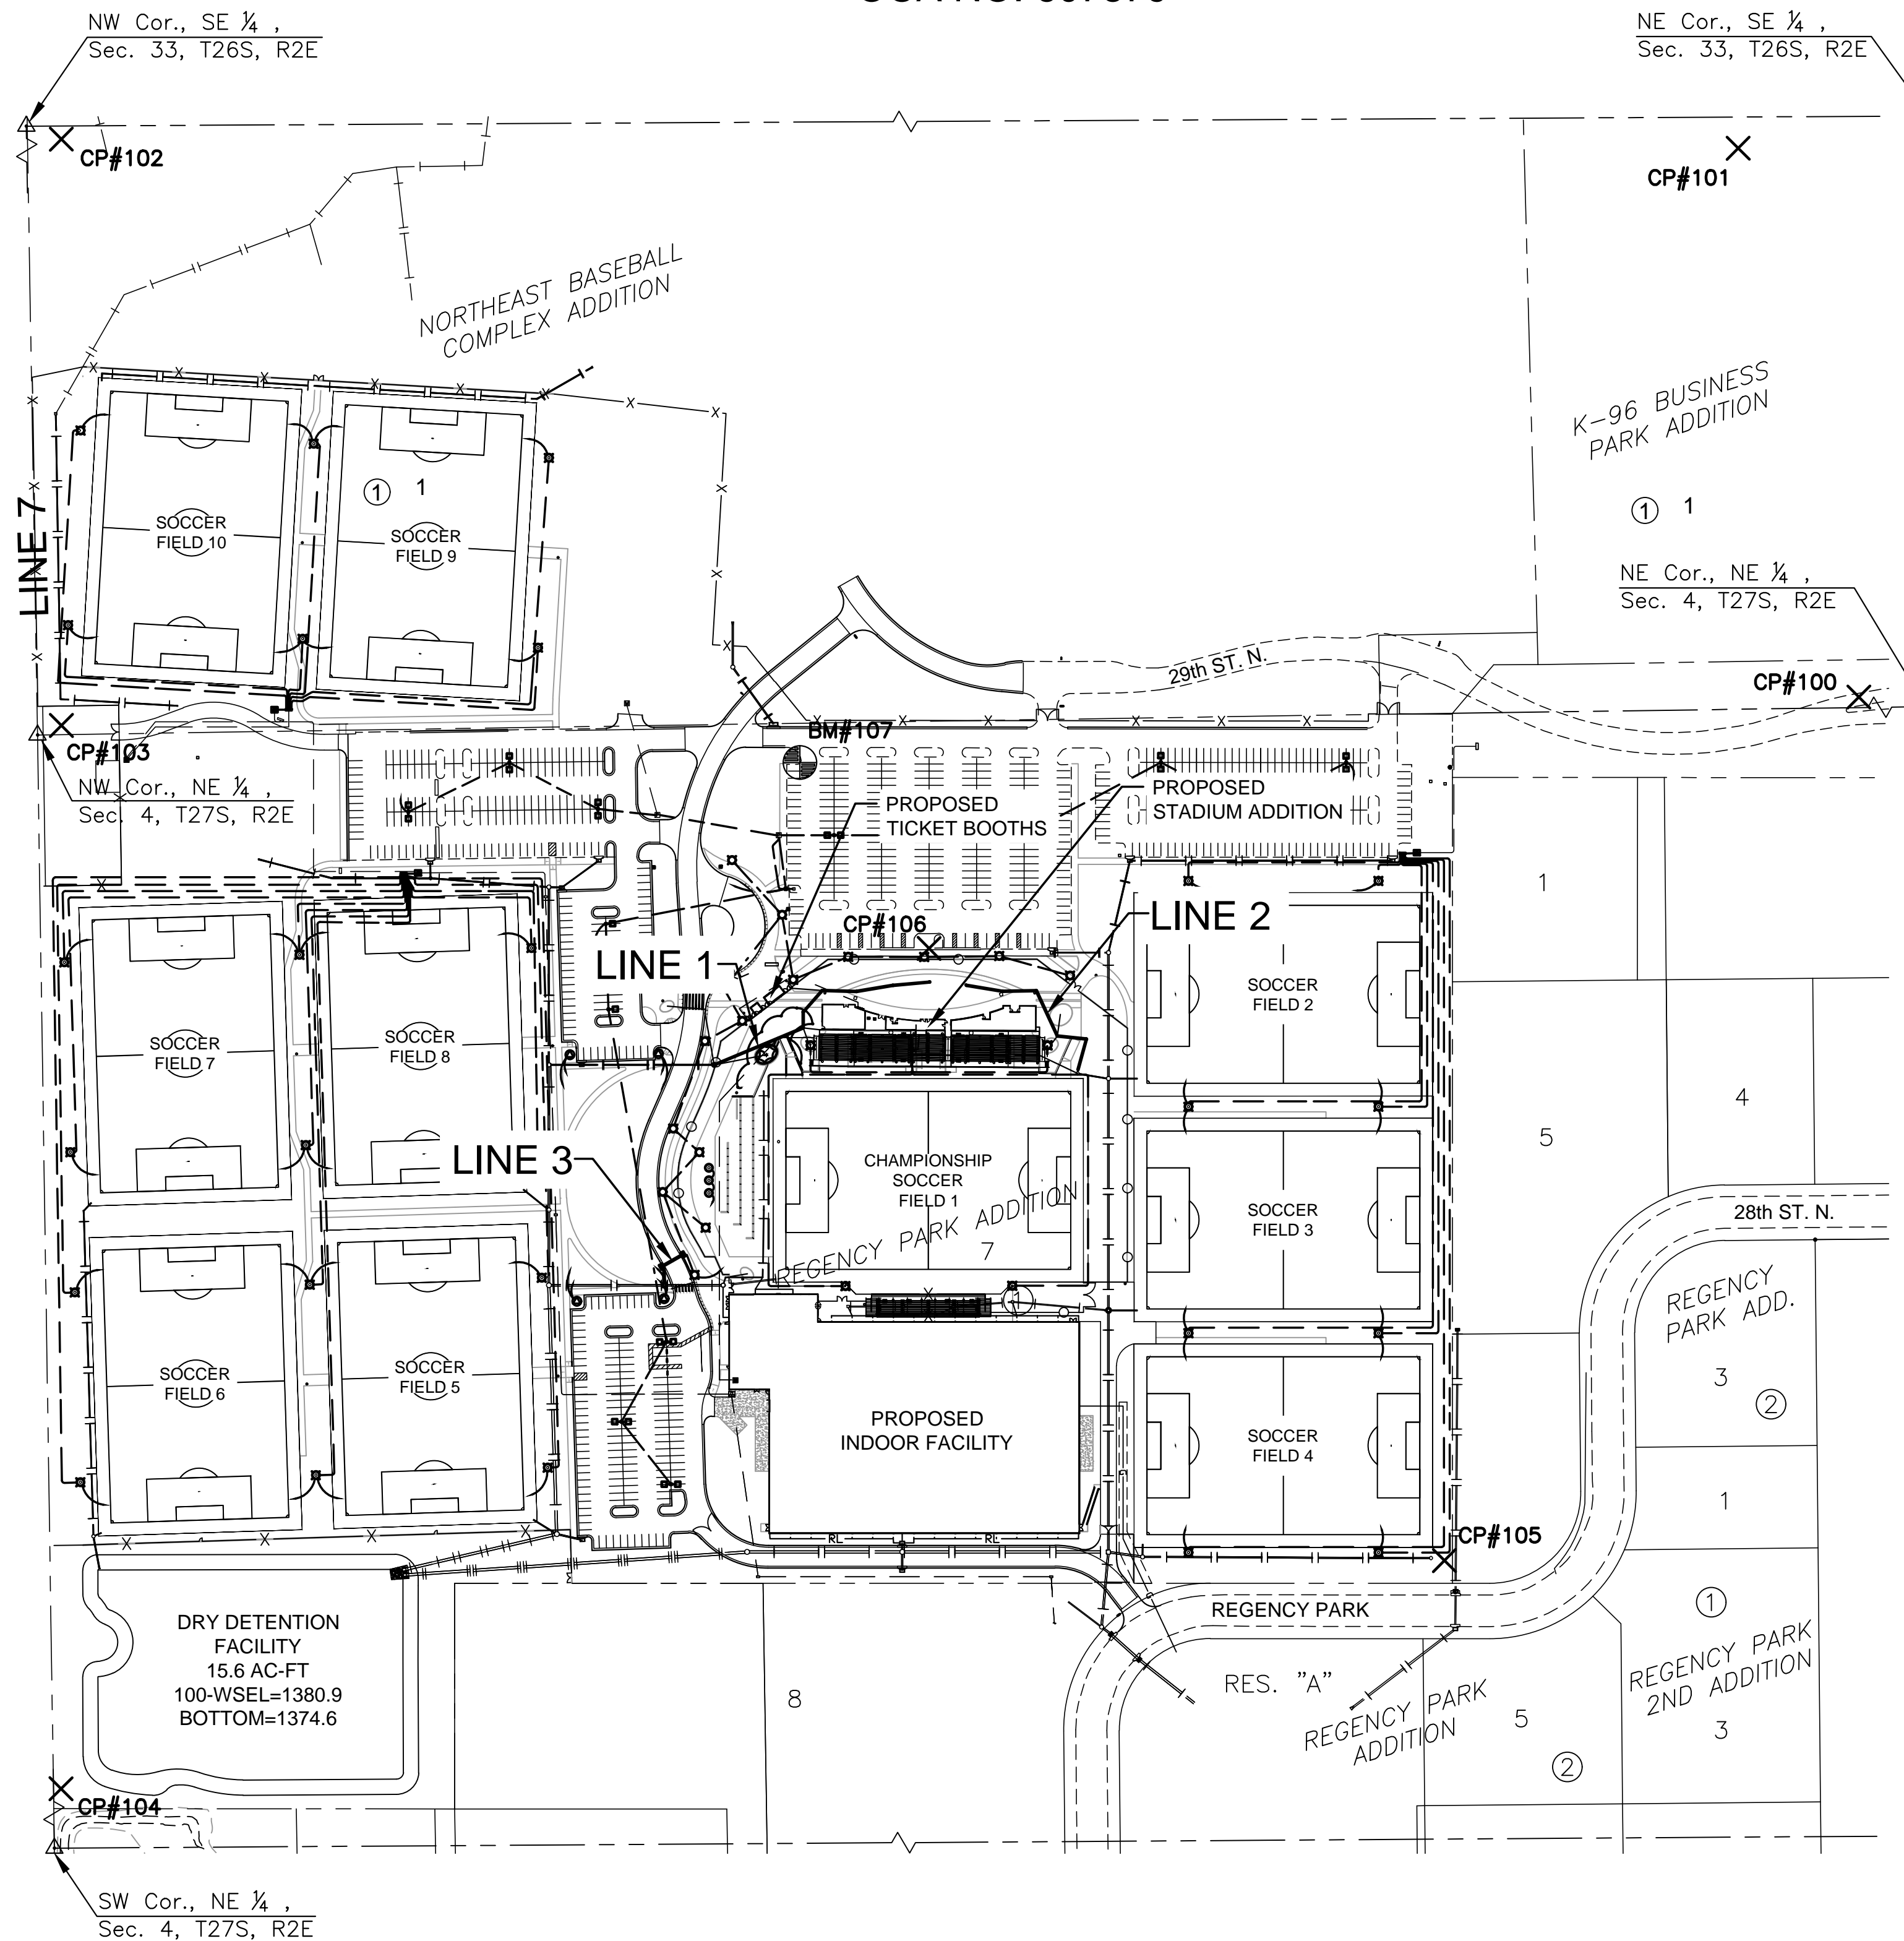 NW Cor., SE ¼ ,
Sec. 33, T26S, R2E
NE Cor., SE ¼ ,
Sec. 33, T26S, R2E
CP#102
CP#101
NORTHEAST BASEBALL
COMPLEX ADDITION
K-96 BUSINESS
PARK ADDITION
1 1
1 1
SOCCER
FIELD 10
SOCCER
FIELD 9
LINE 7
NE Cor., NE ¼ ,
Sec. 4, T27S, R2E
29th ST. N.
CP#100
CP#103
BM#107
NW Cor., NE ¼ ,
Sec. 4, T27S, R2E
PROPOSED
TICKET BOOTHS
PROPOSED
STADIUM ADDITION
1
CP#106
LINE 1
LINE 2
SOCCER
FIELD 2
SOCCER
FIELD 7
SOCCER
FIELD 8
4
5
LINE 3
CHAMPIONSHIP
SOCCER
FIELD 1
REGENCY PARK ADDITION
7
SOCCER
FIELD 3
28th ST. N.
REGENCY
PARK ADD.
3
2
SOCCER
FIELD 6
SOCCER
FIELD 5
PROPOSED
INDOOR FACILITY
SOCCER
FIELD 4
1
RL
RL
CP#105
DRY DETENTION
FACILITY
15.6 AC-FT
100-WSEL=1380.9
BOTTOM=1374.6
REGENCY PARK
1
REGENCY PARK
2ND ADDITION
3
8
RES. "A"
REGENCY PARK
ADDITION
5
2
CP#104
SW Cor., NE ¼ ,
Sec. 4, T27S, R2E